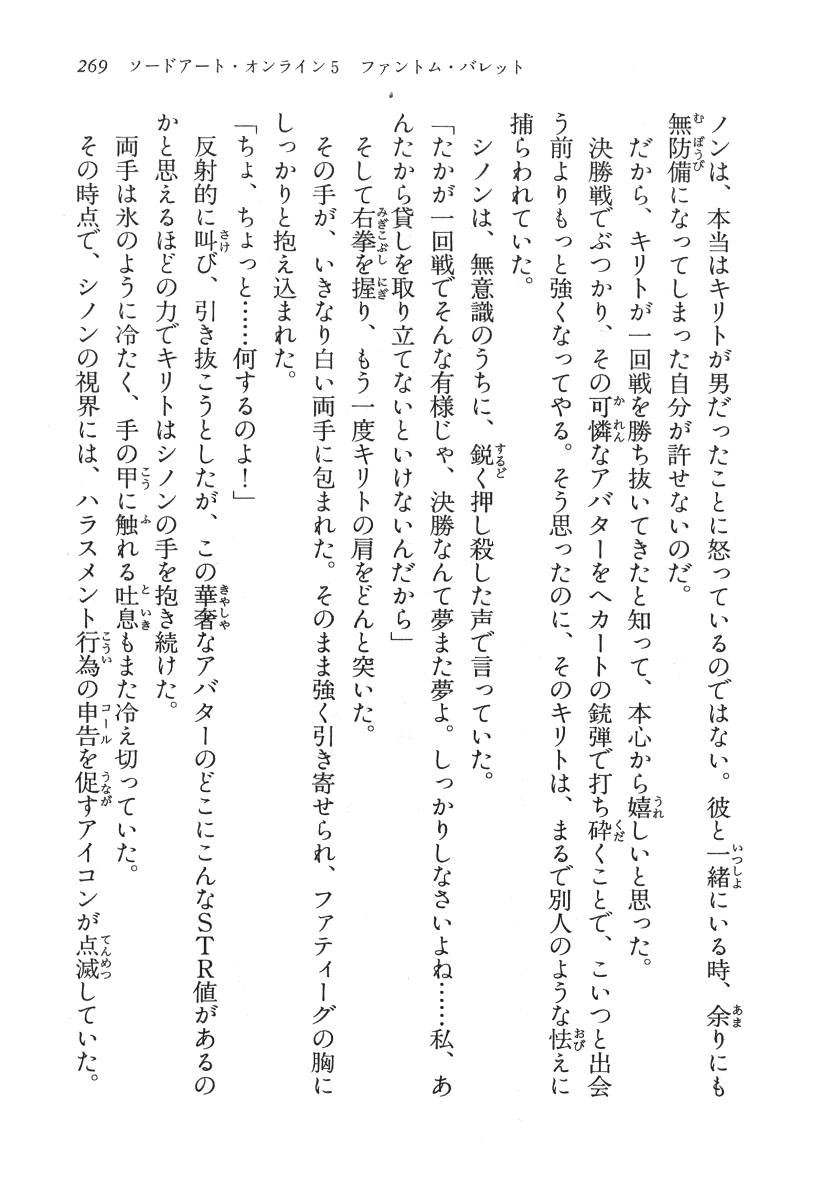 269　ソードアート・オンライン5　ファントム・バレット
ノンは、本当はキリトが男だったことに怒っているのではない。彼と一緒にいる時、余りにも
無防備になってしまった自分が許せないのだ。
だから、キリトが一回戦を勝ち抜いてきたと知って、本心から嬉しいと思った。
決勝戦でぶつかり、その可憐なアバターをヘカートの銃弾で打ち砕くことで、こいつと出会
う前よりもっと強くなってやる。そう思ったのに、そのキリトは、まるで別人のような怯えに
捕らわれていた。
シノンは、無意識のうちに、鋭く押し殺した声で言っていた。
「たかが一回戦でそんな有様じゃ、決勝なんて夢また夢よ。しっかりしなさいよね……私、あ
んたから貸しを取り立てないといけないんだから」
そして右拳を握り、もう一度キリトの肩をどんと突いた。
その手が、いきなり白い両手に包まれた。そのまま強く引き寄せられ、ファティーグの胸に
しっかりと抱え込まれた。
「ちょ、ちょっと……何するのよ！」
反射的に叫び、引き抜こうとしたが、この華奢なアバターのどこにこんなＳＴＲ値があるの
かと思えるほどの力でキリトはシノンの手を抱き続けた。
両手は氷のように冷たく、手の甲に触れる吐息もまた冷え切っていた。
その時点で、シノンの視界には、ハラスメント行為の申告を促すアイコンが点滅していた。